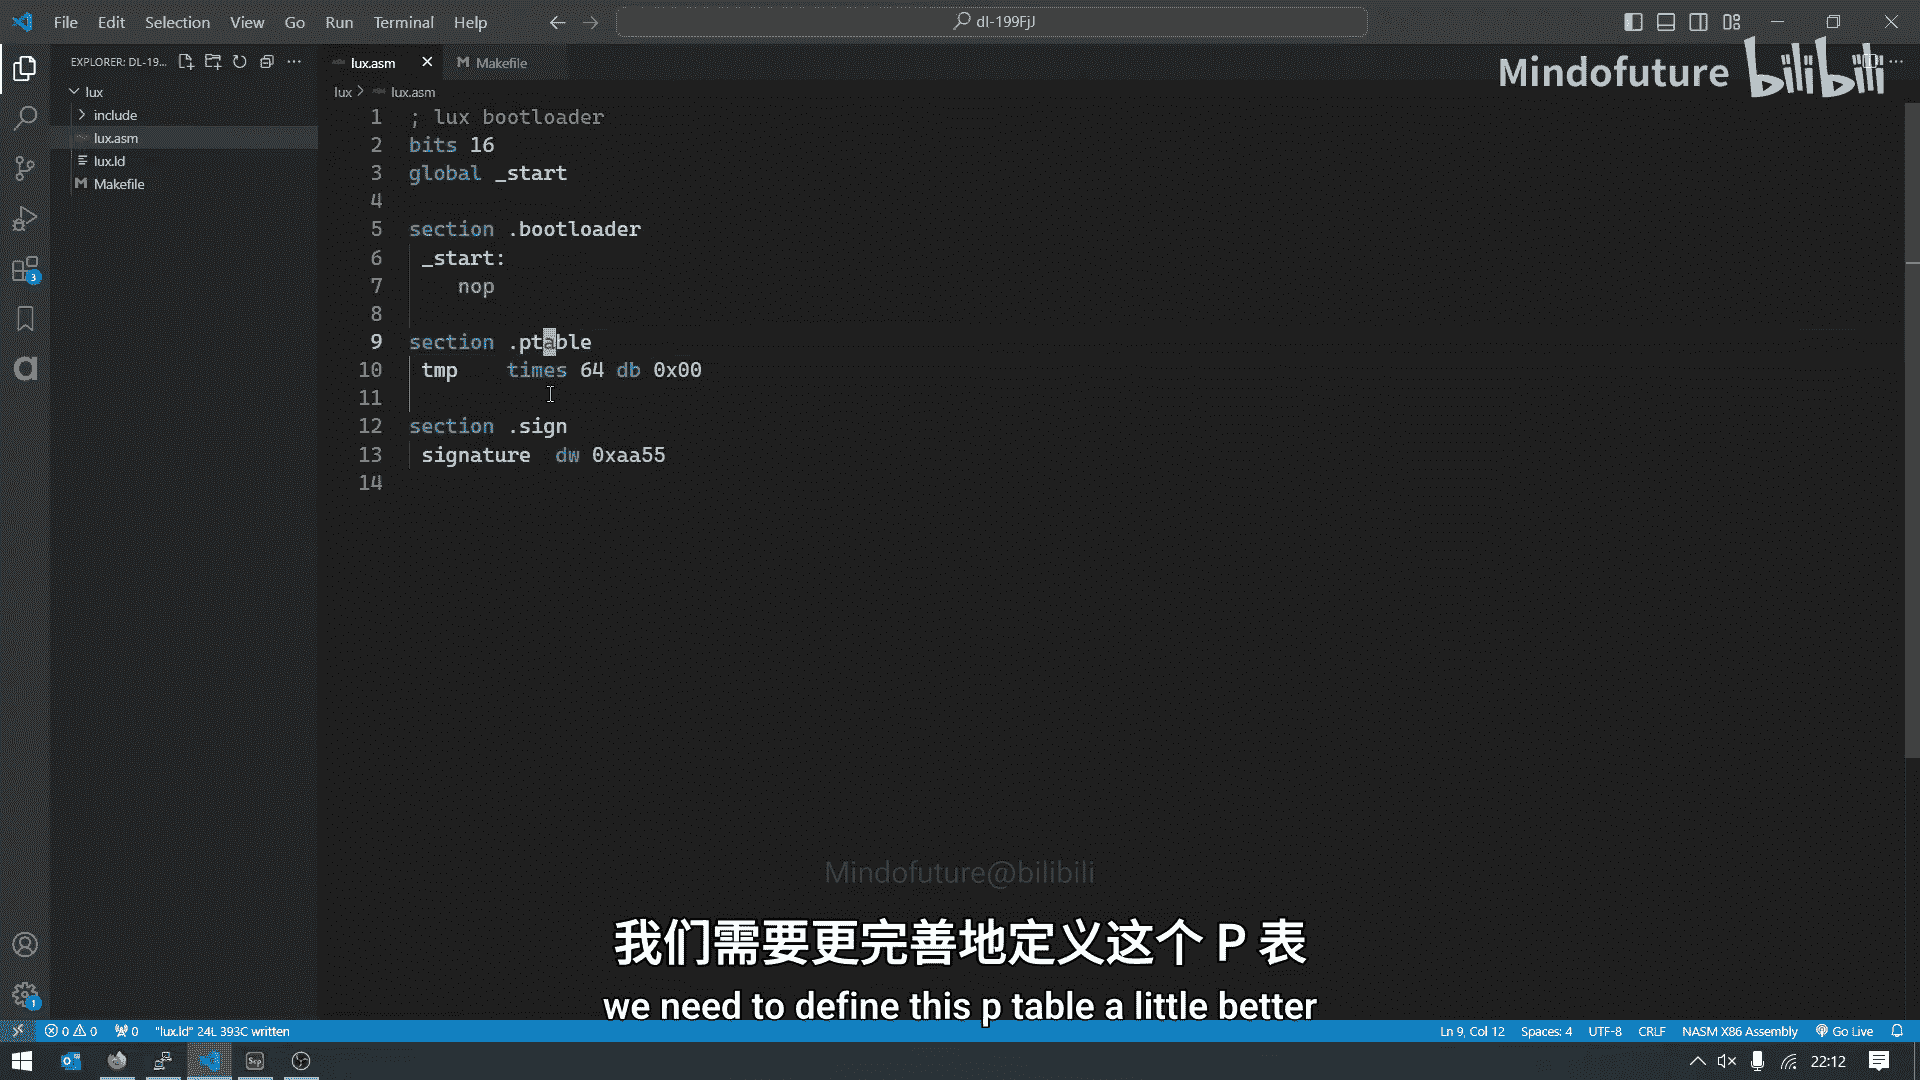 File Edit Selection View Go Run Terminal Help
dl-199FjJ
EXPLORER: DL-19...
lux.asm
Makefile
Mindofuture bilibili
lux
include
lux.asm
lux.ld
Makefile
lux > lux.asm
1 ; lux bootloader
2 bits 16
3 global _start
4
5 section .bootloader
6 _start:
7 nop
8
9 section .ptable
10 tmp times 64 db 0x00
11
12 section .sign
13 signature dw 0xaa55
14
3
Mindofuture@bilibili
我们需要更完善地定义这个 P 表
we need to define this p table a little better
1
0 0 0 "lux.ld" 24L 393C written
Ln 9, Col 12 Spaces: 4 UTF-8 CRLF NASM X86 Assembly Go Live
22:12